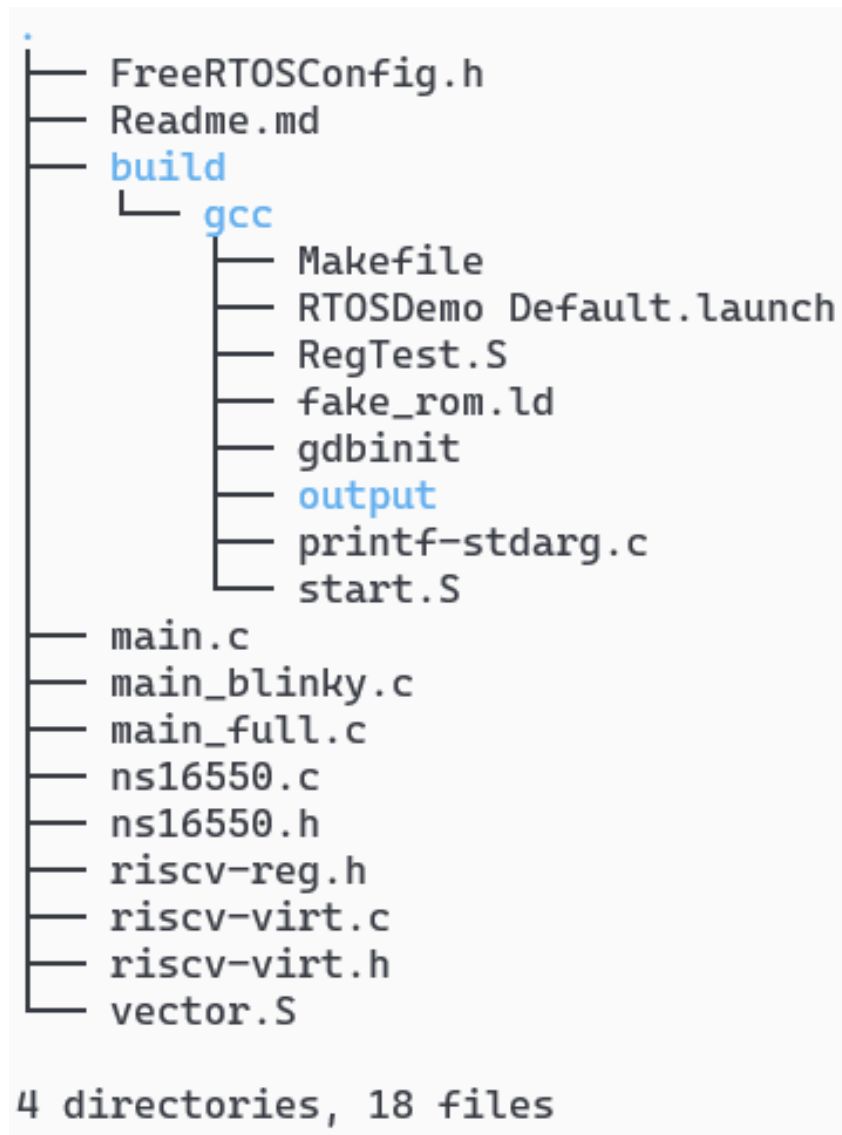 .
├── FreeRTOSConfig.h
├── Readme.md
├── build
│   └── gcc
│       ├── Makefile
│       ├── RTOSDemo Default.launch
│       ├── RegTest.S
│       ├── fake_rom.ld
│       ├── gdbinit
│       ├── output
│       ├── printf-stdarg.c
│       └── start.S
├── main.c
├── main_blinky.c
├── main_full.c
├── ns16550.c
├── ns16550.h
├── riscv-reg.h
├── riscv-virt.c
├── riscv-virt.h
└── vector.S
4 directories, 18 files